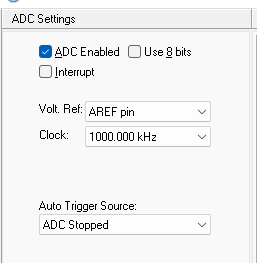 ADC Settings
ADC Enabled Use 8 bits
Interrupt
Volt. Ref: AREF pin
Clock: 1000.000 kHz
Auto Trigger Source:
ADC Stopped